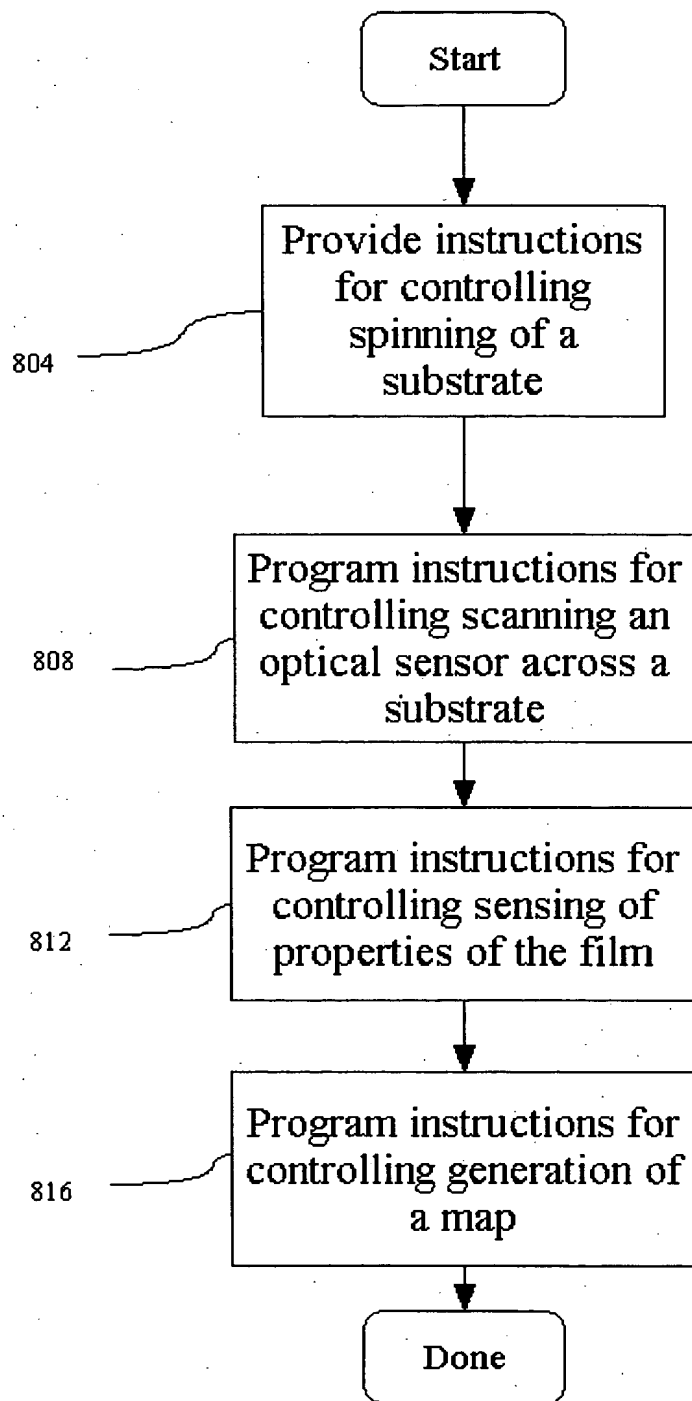 Start
Provide instructions
for controlling
spinning of a
substrate
804
Program instructions for
controlling scanning an
optical sensor across a
substrate
808
Program instructions for
controlling sensing of
properties of the film
812
Program instructions for
controlling generation of
a map
816
Done